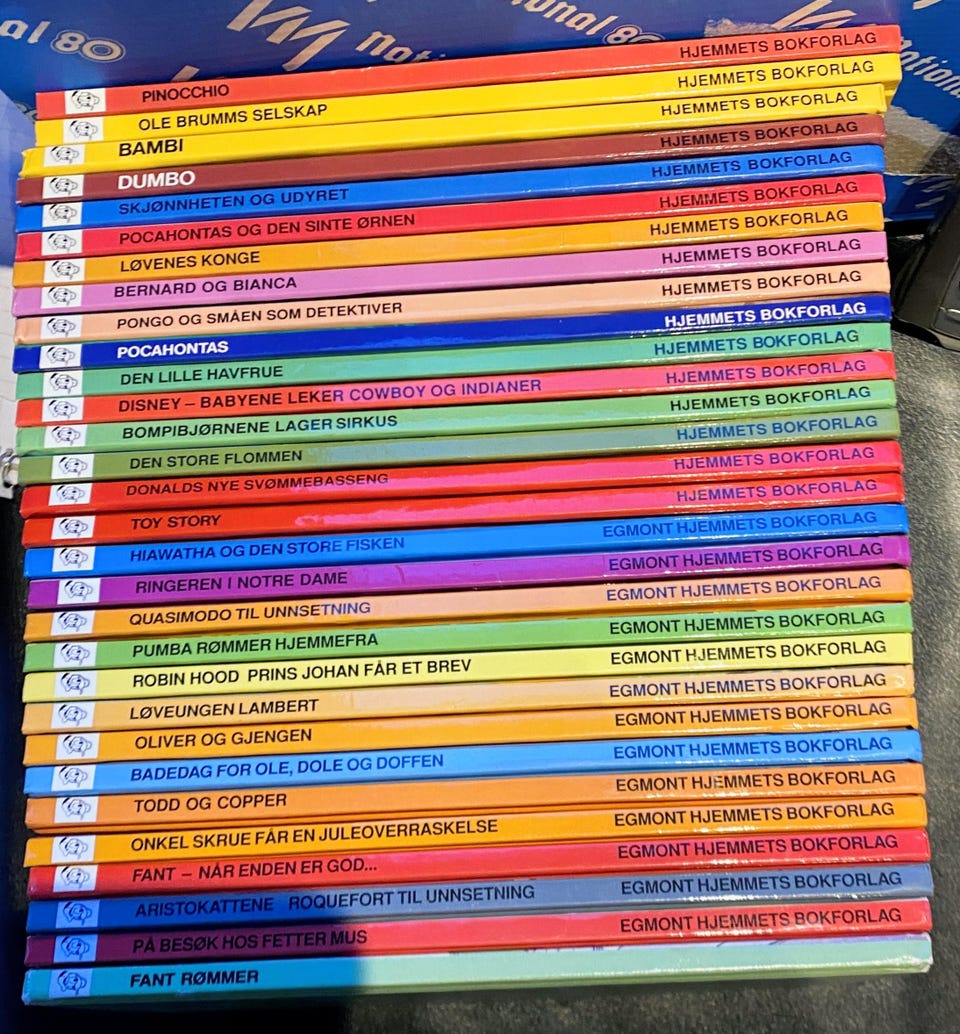 al 80
National 80
National
PINOCCHIO HJEMMETS BOKFORLAG
OLE BRUMMS SELSKAP HJEMMETS BOKFORLAG
BAMBI HJEMMETS BOKFORLAG
DUMBO HJEMMETS BOKFORLAG
SKJØNNHETEN OG UDYRET HJEMMETS BOKFORLAG
POCAHONTAS OG DEN SINTE ØRNEN HJEMMETS BOKFORLAG
LØVENES KONGE HJEMMETS BOKFORLAG
BERNARD OG BIANCA HJEMMETS BOKFORLAG
PONGO OG SMÅEN SOM DETEKTIVER HJEMMETS BOKFORLAG
POCAHONTAS HJEMMETS BOKFORLAG
DEN LILLE HAVFRUE HJEMMETS BOKFORLAG
DISNEY – BABYENE LEKER COWBOY OG INDIANER HJEMMETS BOKFORLAG
BOMPIBJØRNENE LAGER SIRKUS HJEMMETS BOKFORLAG
DEN STORE FLOMMEN HJEMMETS BOKFORLAG
DONALDS NYE SVØMMEBASSENG HJEMMETS BOKFORLAG
TOY STORY HJEMMETS BOKFORLAG
HIAWATHA OG DEN STORE FISKEN EGMONT HJEMMETS BOKFORLAG
RINGEREN I NOTRE DAME EGMONT HJEMMETS BOKFORLAG
QUASIMODO TIL UNNSETNING EGMONT HJEMMETS BOKFORLAG
PUMBA RØMMER HJEMMEFRA EGMONT HJEMMETS BOKFORLAG
ROBIN HOOD PRINS JOHAN FÅR ET BREV EGMONT HJEMMETS BOKFORLAG
LØVEUNGEN LAMBERT EGMONT HJEMMETS BOKFORLAG
OLIVER OG GJENGEN EGMONT HJEMMETS BOKFORLAG
BADEDAG FOR OLE, DOLE OG DOFFEN EGMONT HJEMMETS BOKFORLAG
TODD OG COPPER EGMONT HJEMMETS BOKFORLAG
ONKEL SKRUE FÅR EN JULEOVERRASKELSE EGMONT HJEMMETS BOKFORLAG
FANT – NÅR ENDEN ER GOD... EGMONT HJEMMETS BOKFORLAG
ARISTOKATTENE ROQUEFORT TIL UNNSETNING EGMONT HJEMMETS BOKFORLAG
PÅ BESØK HOS FETTER MUS EGMONT HJEMMETS BOKFORLAG
FANT RØMMER